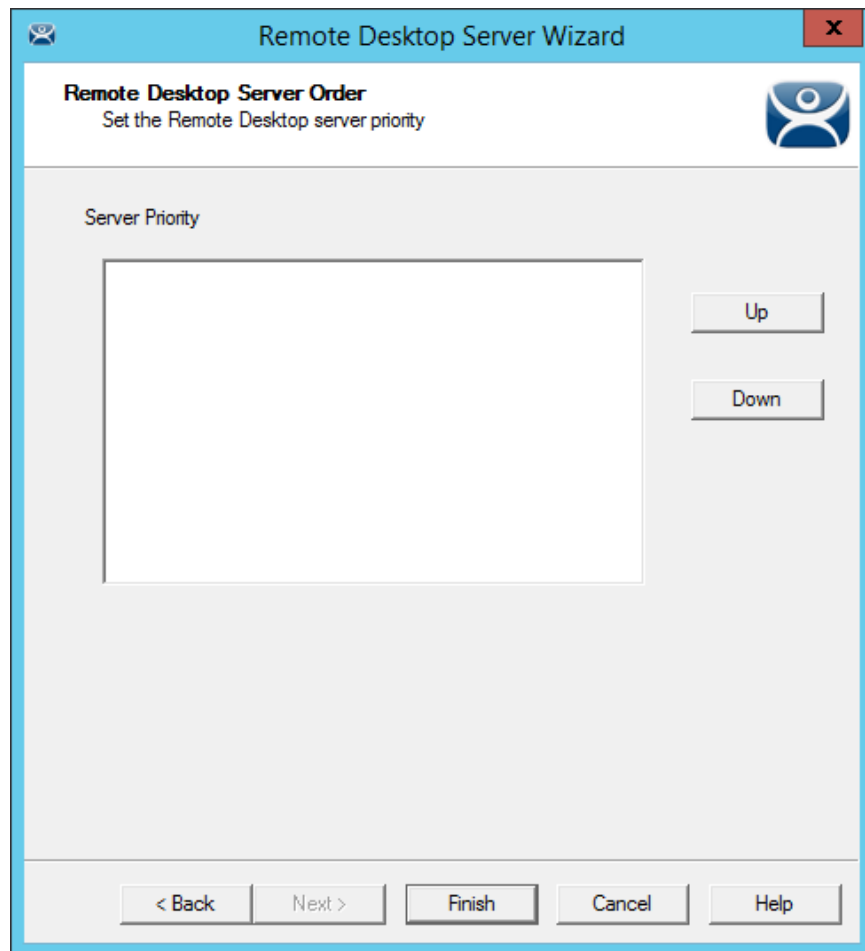 Remote Desktop Server Wizard
x
Remote Desktop Server Order
Set the Remote Desktop server priority
Server Priority
Up
Down
< Back
Next >
Finish
Cancel
Help